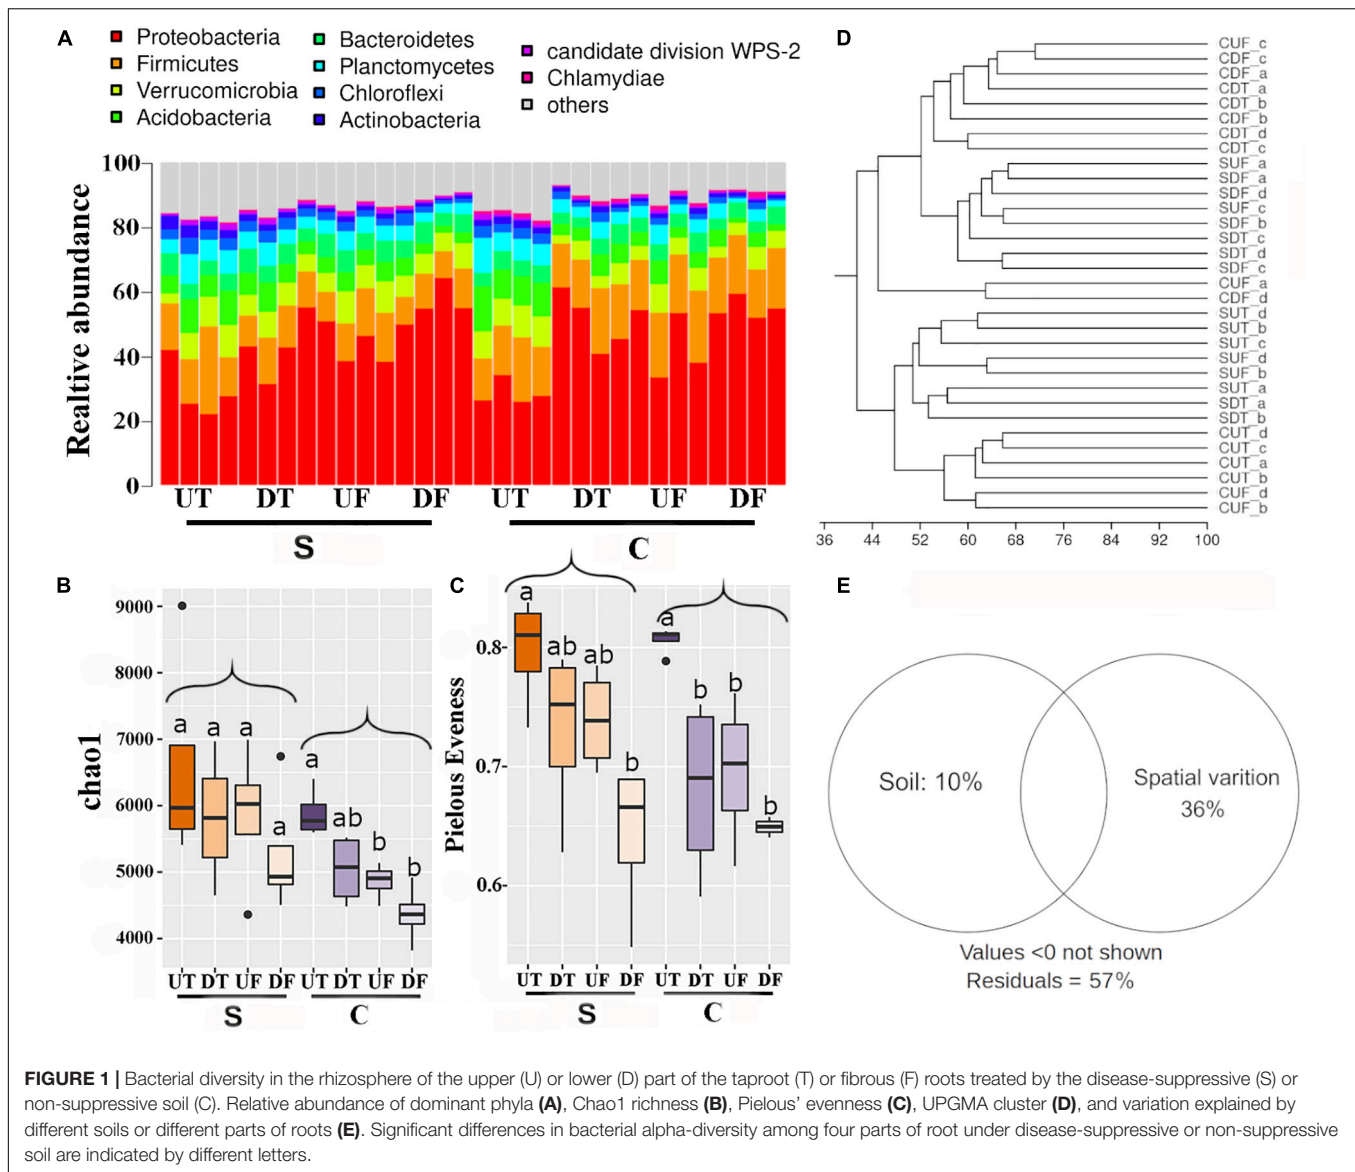 A
Proteobacteria
Firmicutes
Verrucomicrobia
Acidobacteria
Bacteroidetes
Planctomycetes
Chloroflexi
Actinobacteria
candidate division WPS-2
Chlamydiae
others
Realtive abundance
100
80
60
40
20
0
UT DT UF DF UT DT UF DF
S C
D
CUF_c
CDF_c
CDF_a
CDT_a
CDT_b
CDF_b
CDT_d
CDT_c
SUF_a
SDF_a
SDF_d
SUF_c
SDF_b
SDT_c
SDT_d
SDF_c
CUF_a
CDF_d
SUT_d
SUT_b
SUT_c
SUF_d
SUF_b
SUT_a
SDT_a
SDT_b
CUT_d
CUT_c
CUT_a
CUT_b
CUF_d
CUF_b
36 44 52 60 68 76 84 92 100
B
chao1
9000
8000
7000
6000
5000
4000
a a a a a ab b b
UT DT UF DF UT DT UF DF
S C
C
Pielous Eveness
0.8
0.7
0.6
a ab ab b a b b b
UT DT UF DF UT DT UF DF
S C
E
Soil: 10%
Spatial varition
36%
Values <0 not shown
Residuals = 57%
FIGURE 1 | Bacterial diversity in the rhizosphere of the upper (U) or lower (D) part of the taproot (T) or fibrous (F) roots treated by the disease-suppressive (S) or
non-suppressive soil (C). Relative abundance of dominant phyla (A), Chao1 richness (B), Pielous' evenness (C), UPGMA cluster (D), and variation explained by
different soils or different parts of roots (E). Significant differences in bacterial alpha-diversity among four parts of root under disease-suppressive or non-suppressive
soil are indicated by different letters.